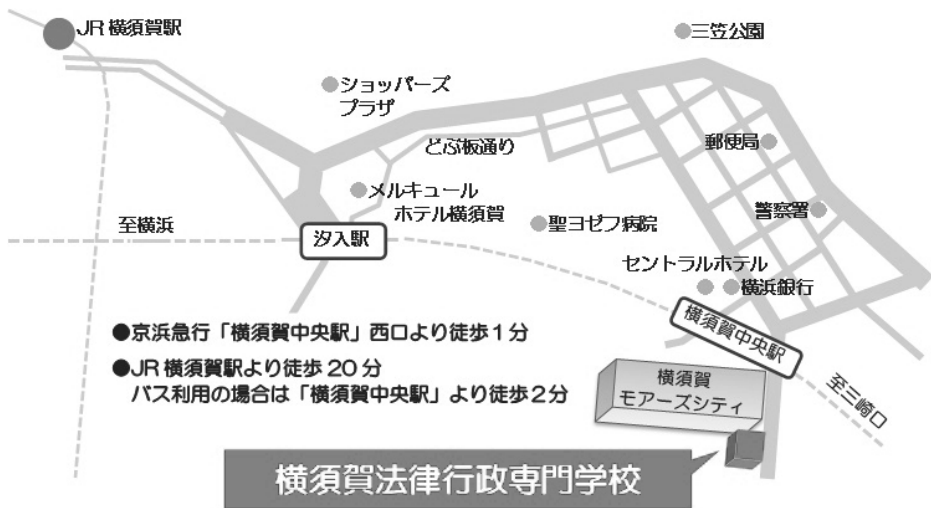 JR 横須賀駅
三笠公園
ショッパーズ
プラザ
どぶ板通り
郵便局
メルキュール
ホテル横須賀
警察署
至横浜
汐入駅
聖ヨゼフ病院
セントラルホテル
横浜銀行
横須賀中央駅
●京浜急行「横須賀中央駅」西口より徒歩1分
●JR 横須賀駅より徒歩 20 分
バス利用の場合は「横須賀中央駅」より徒歩2分
横須賀
モアーズシティ
至三崎口
横須賀法律行政専門学校